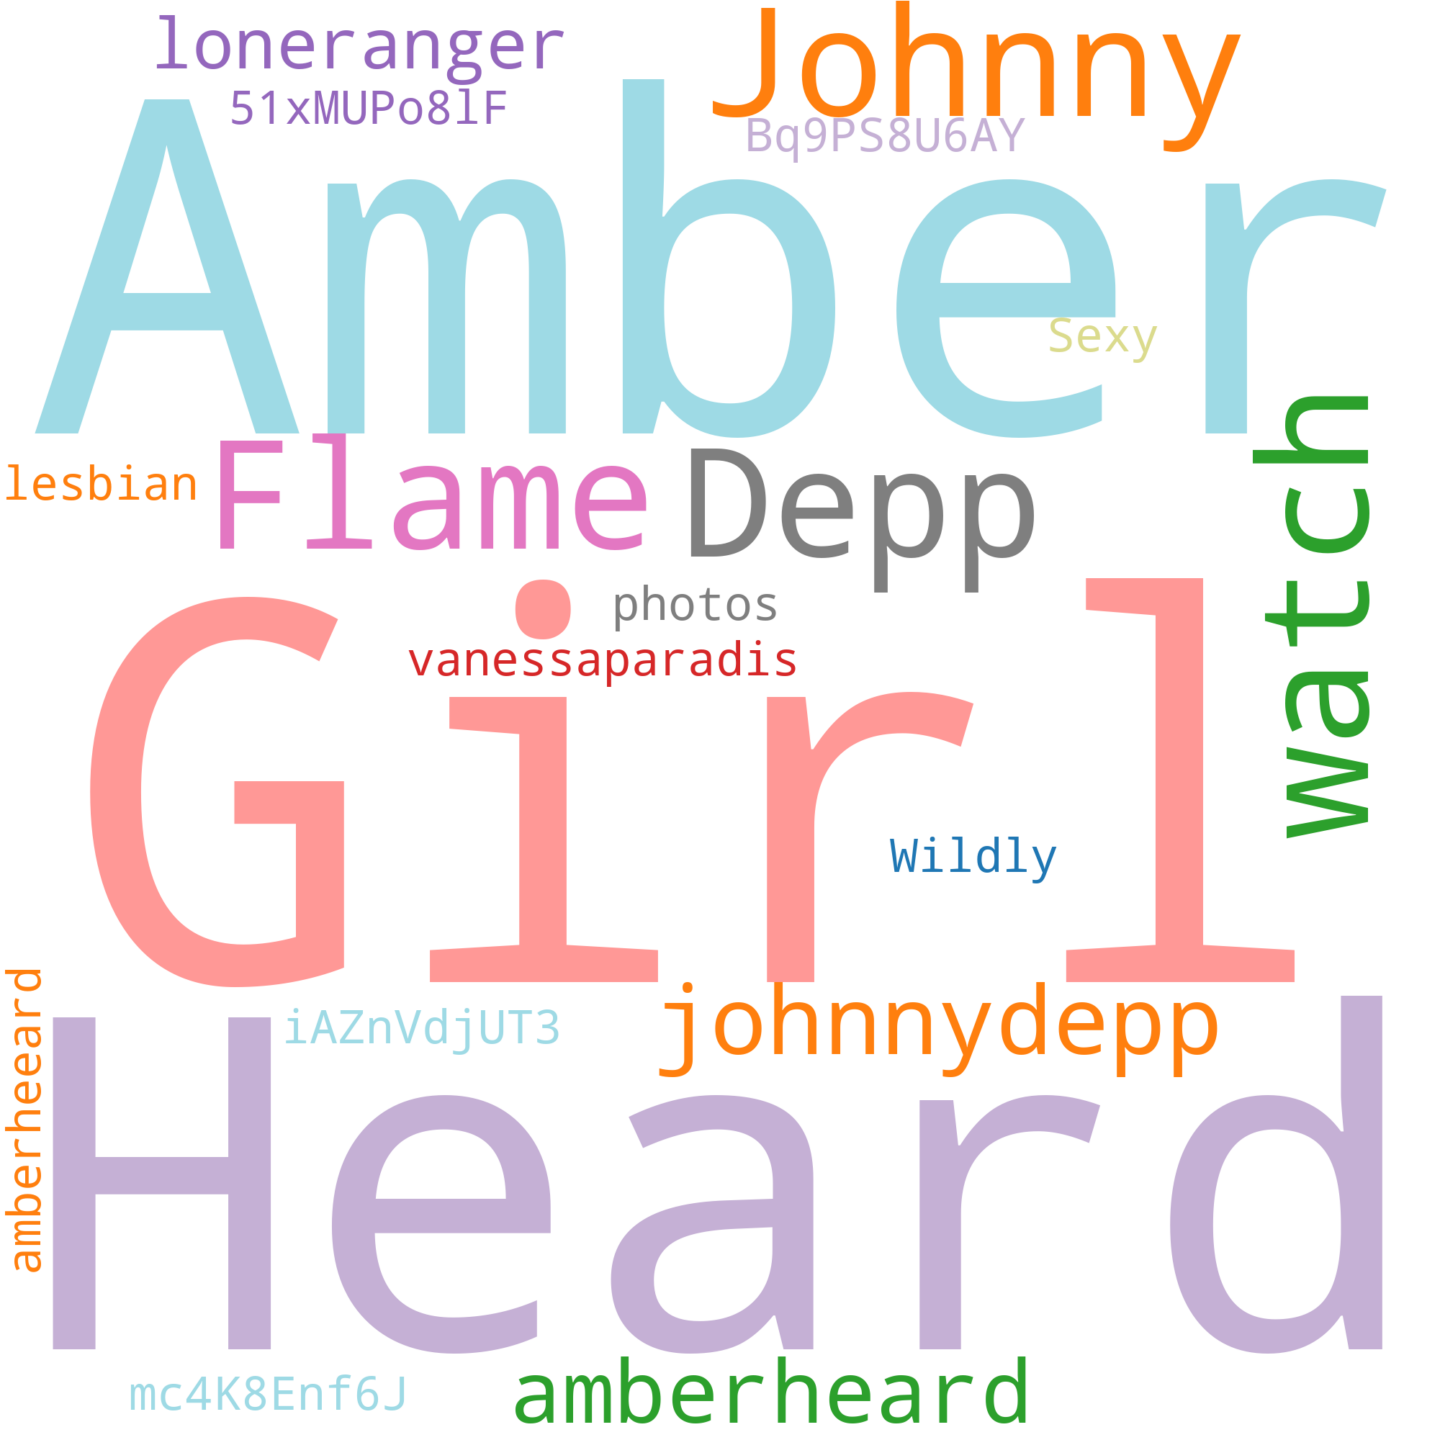 loneranger
Johnny
51xMUPo8lF
Bq9PS8U6AY
Amber
Sexy
watch
lesbian
Flame
Depp
photos
vanessaparadis
Girl
Wildly
amberheeard
iAZnVdjUT3
johnnydepp
Heard
mc4K8Enf6J
amberheard